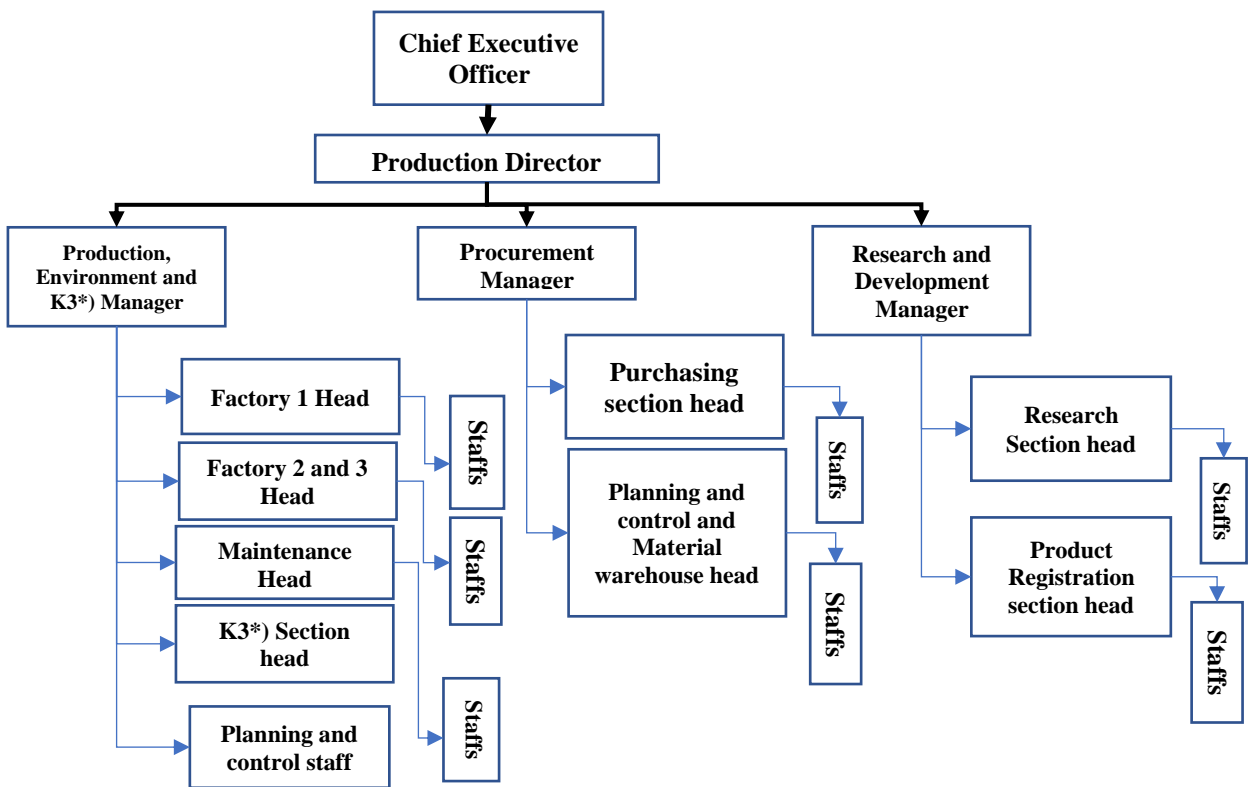 Chief Executive
Officer
Production Director
Production,
Environment and
K3*) Manager
Procurement
Manager
Research and
Development
Manager
Factory 1 Head
Staffs
Factory 2 and 3
Head
Staffs
Maintenance
Head
Staffs
K3*) Section
head
Planning and
control staff
Purchasing
section head
Staffs
Planning and
control and
Material
warehouse head
Staffs
Research
Section head
Staffs
Product
Registration
section head
Staffs